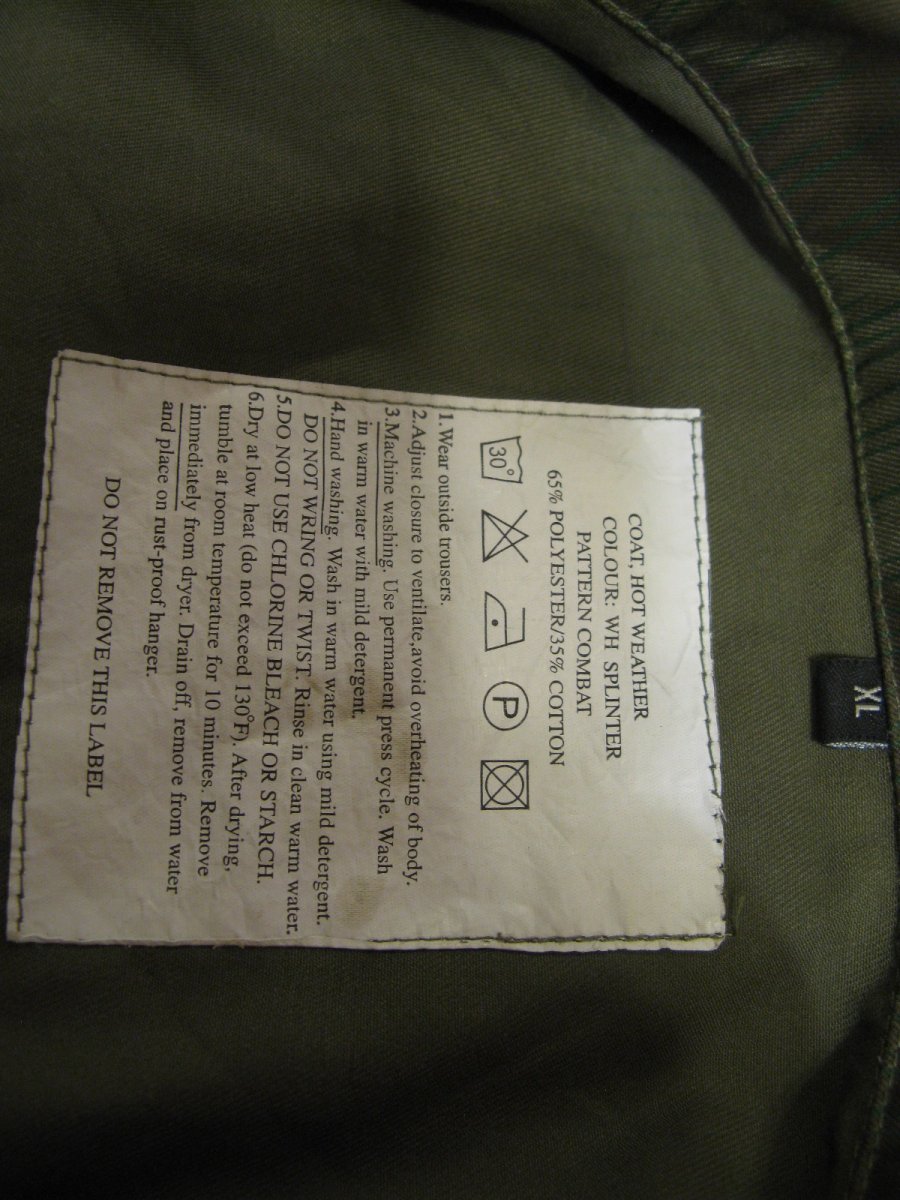 COAT, HOT WEATHER
COLOUR: WH SPLINTER
PATTERN COMBAT
65% POLYESTER/35% COTTON
30° P
1.Wear outside trousers.
2.Adjust closure to ventilate,avoid overheating of body.
3.Machine washing. Use permanent press cycle. Wash
in warm water with mild detergent.
4.Hand washing. Wash in warm water using mild detergent.
DO NOT WRING OR TWIST. Rinse in clean warm water.
5.DO NOT USE CHLORINE BLEACH OR STARCH.
6.Dry at low heat (do not exceed 130°F). After drying,
tumble at room temperature for 10 minutes. Remove
immediately from dryer. Drain off, remove from water
and place on rust-proof hanger.
DO NOT REMOVE THIS LABEL
XL